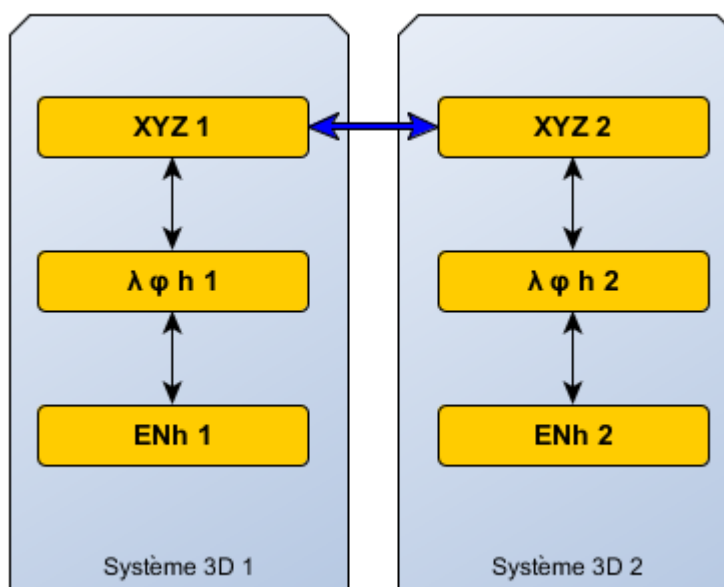 XYZ 1
XYZ 2
λ φ h 1
λ φ h 2
ENh 1
ENh 2
Système 3D 1
Système 3D 2